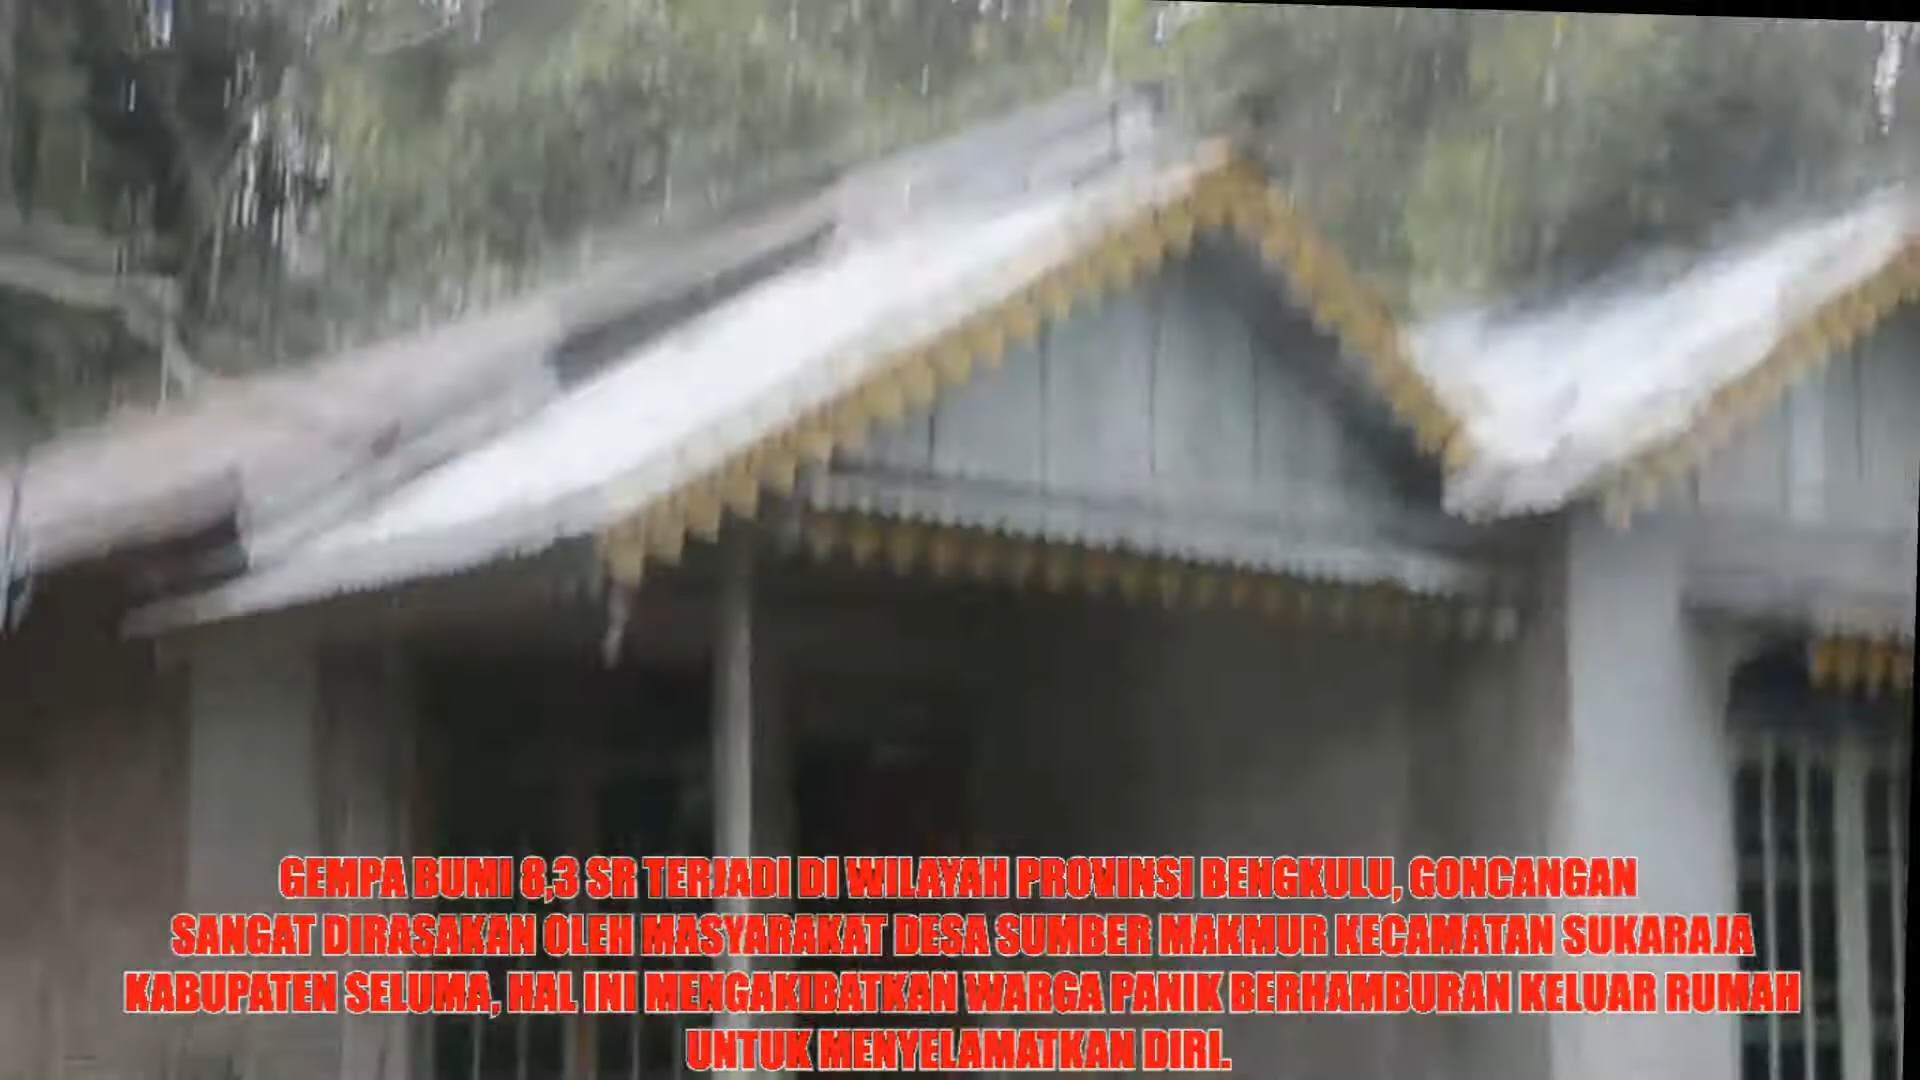 GEMPA BUMI 8,3 SR TERJADI DI WILAYAH PROVINSI BENGKULU, GONCANGAN
SANGAT DIRASAKAN OLEH MASYARAKAT DESA SUMBER MAKMUR KECAMATAN SUKARAJA
KABUPATEN SELUMA, HAL INI MENGAKIBATKAN WARGA PANIK BERHAMBURAN KELUAR RUMAH
UNTUK MENYELAMATKAN DIRI.